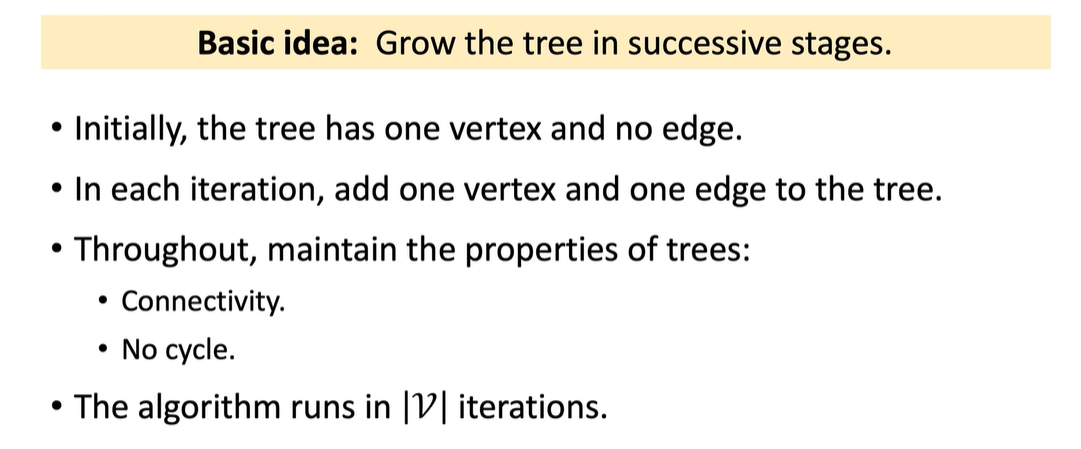 Basic idea: Grow the tree in successive stages.
• Initially, the tree has one vertex and no edge.
• In each iteration, add one vertex and one edge to the tree.
• Throughout, maintain the properties of trees:
• Connectivity.
• No cycle.
• The algorithm runs in |𝒱| iterations.